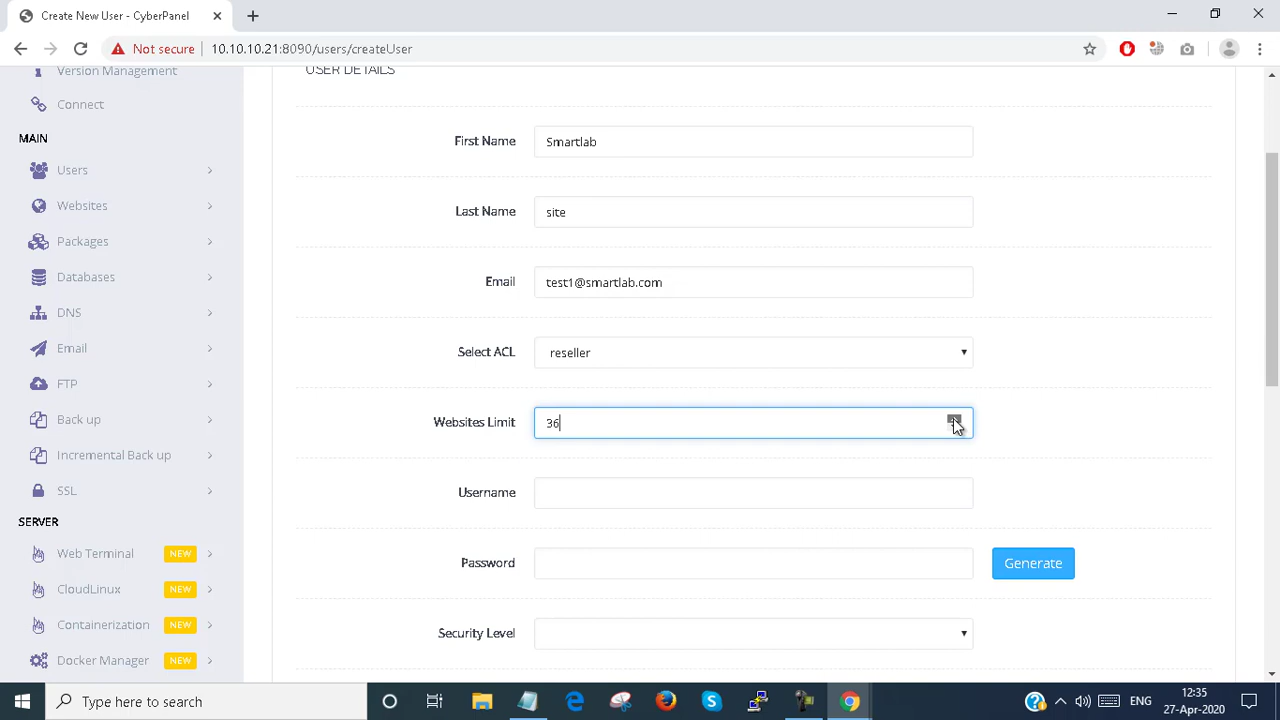 Create New User - CyberPanel
Not secure 10.10.10.21:8090/users/createUser
Version Management
Connect
MAIN
Users
Websites
Packages
Databases
DNS
Email
FTP
Back up
Incremental Back up
SSL
SERVER
Web Terminal NEW
CloudLinux NEW
Containerization NEW
Docker Manager NEW
USER DETAILS
First Name Smartlab
Last Name site
Email test1@smartlab.com
Select ACL reseller
Websites Limit 36
Username
Password Generate
Security Level
Type here to search
ENG
12:35
27-Apr-2020